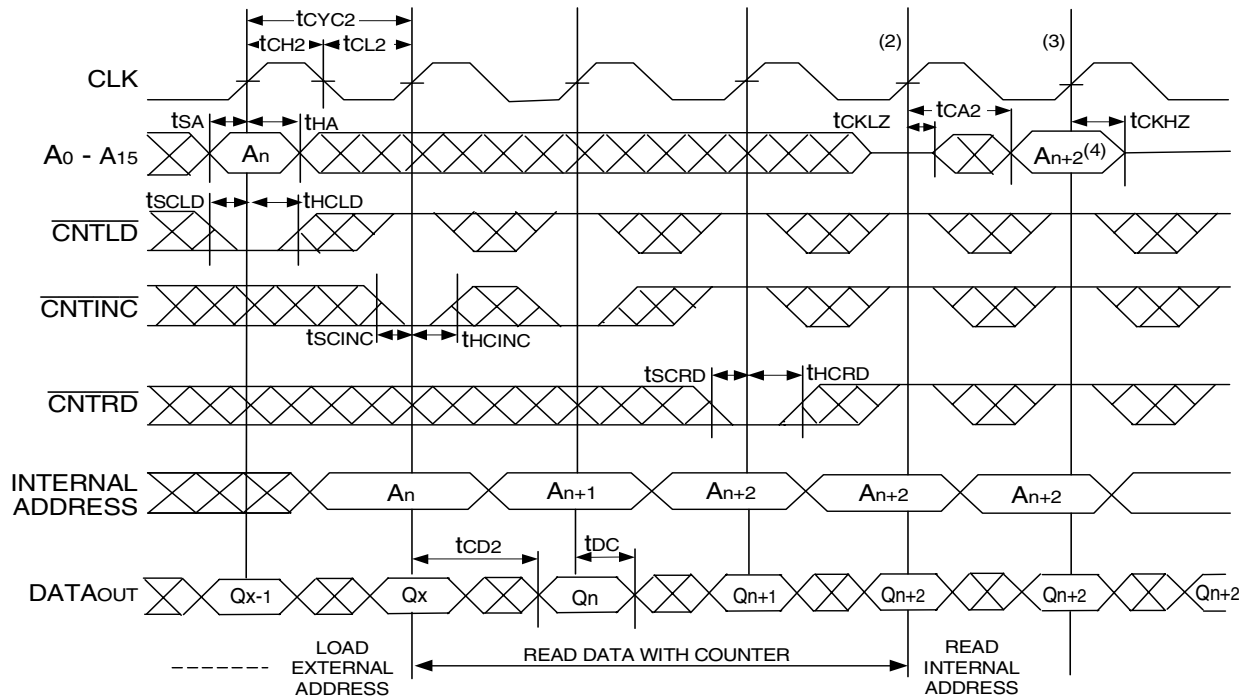 tCYC2
tCH2 tCL2 (2) (3)
CLK
tSA tHA tCKLZ tCA2 tCKHZ
A0 - A15 An An+2(4)
tSCLD tHCLD
CNTLD
CNTINC
tSCINC tHCINC
tSCRD tHCRD
CNTRD
INTERNAL
ADDRESS An An+1 An+2 An+2 An+2
tCD2 tDC
DATAOUT Qx-1 Qx Qn Qn+1 Qn+2 Qn+2 Qn+2
LOAD
EXTERNAL
ADDRESS
READ DATA WITH COUNTER
READ
INTERNAL
ADDRESS